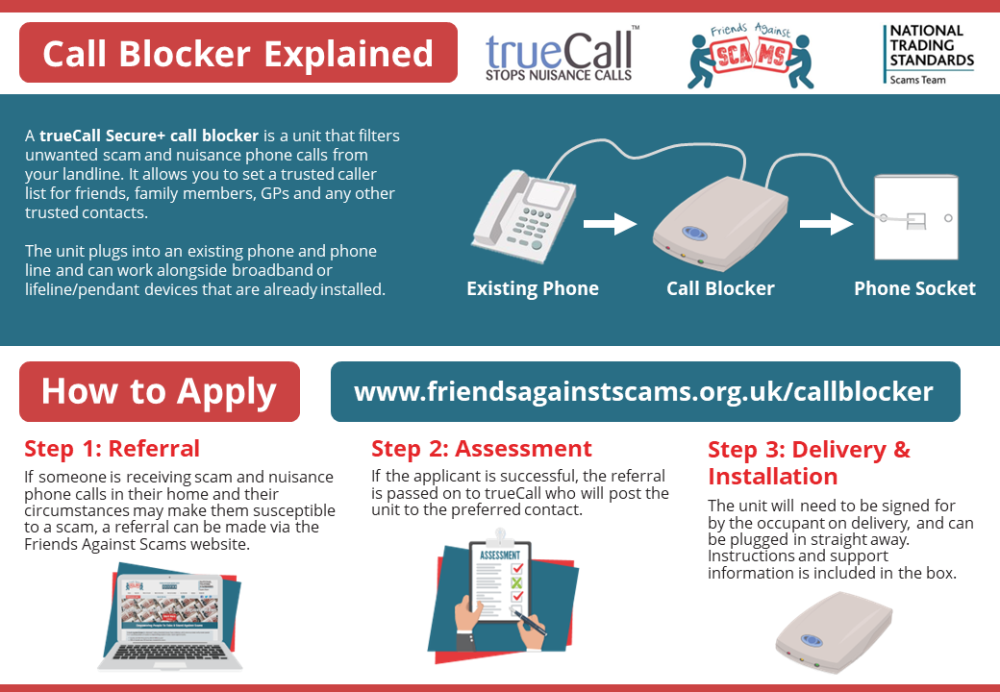 Call Blocker Explained
trueCall™
STOPS NUISANCE CALLS
Friends Against
SCAMS
NATIONAL
TRADING
STANDARDS
Scams Team
A trueCall Secure+ call blocker is a unit that filters
unwanted scam and nuisance phone calls from
your landline. It allows you to set a trusted caller
list for friends, family members, GPs and any other
trusted contacts.
The unit plugs into an existing phone and phone
line and can work alongside broadband or
lifeline/pendant devices that are already installed.
Existing Phone
Call Blocker
Phone Socket
How to Apply
www.friendsagainstscams.org.uk/callblocker
Step 1: Referral
If someone is receiving scam and nuisance
phone calls in their home and their
circumstances may make them susceptible
to a scam, a referral can be made via the
Friends Against Scams website.
Step 2: Assessment
If the applicant is successful, the referral
is passed on to trueCall who will post the
unit to the preferred contact.
ASSESSMENT
Step 3: Delivery &
Installation
The unit will need to be signed for
by the occupant on delivery, and can
be plugged in straight away.
Instructions and support
information is included in the box.